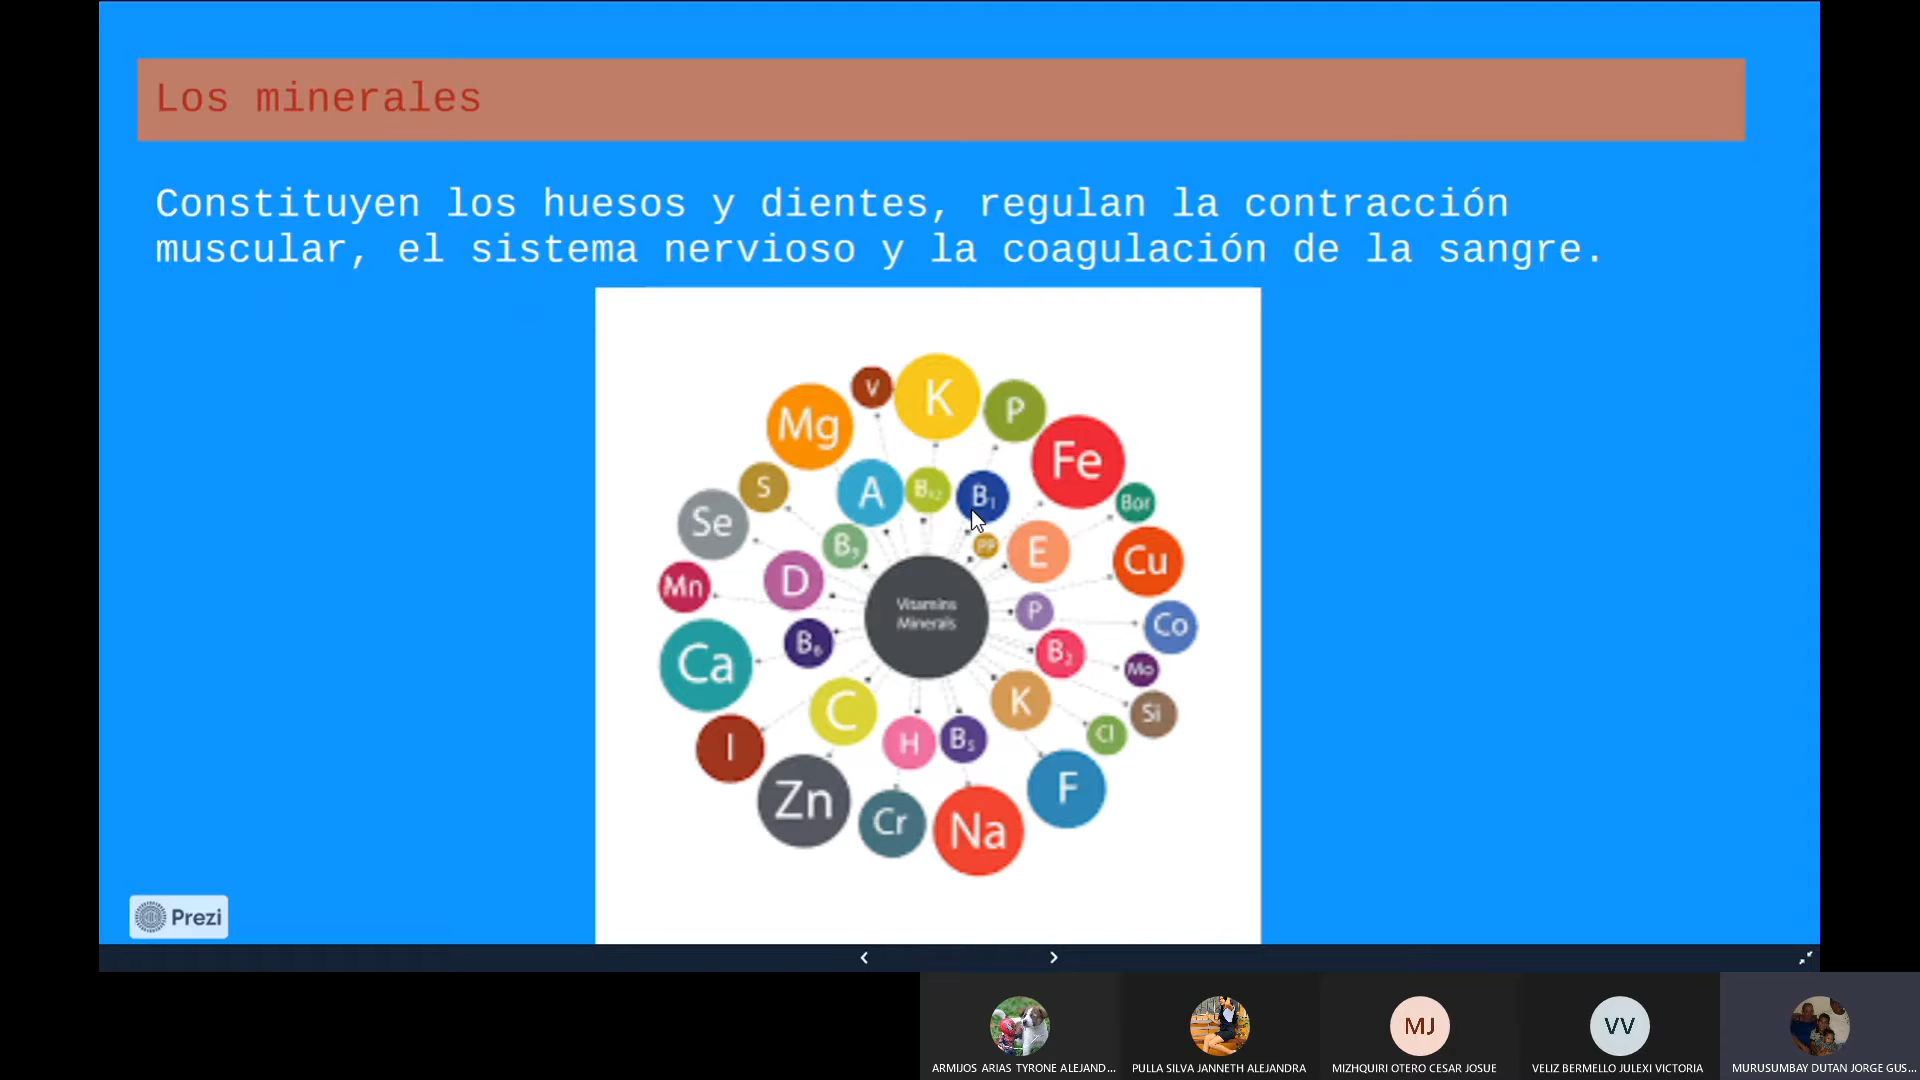 Los minerales
Constituyen los huesos y dientes, regulan la contracción
muscular, el sistema nervioso y la coagulación de la sangre.
V
K
P
Mg
Fe
S
A
B₁₂
B₁
Bor
Se
B₉
PP
E
Cu
Mn
D
Vitamins
Minerals
P
Co
B₆
B₂
Mo
Ca
C
K
Si
I
H
B₅
Cl
Zn
Cr
Na
F
Prezi
MJ
VV
ARMIJOS ARIAS TYRONE ALEJAND...
PULLA SILVA JANNETH ALEJANDRA
MIZHQUIRI OTERO CESAR JOSUE
VELIZ BERMELLO JULEXI VICTORIA
MURUSUMBAY DUTAN JORGE GUS...